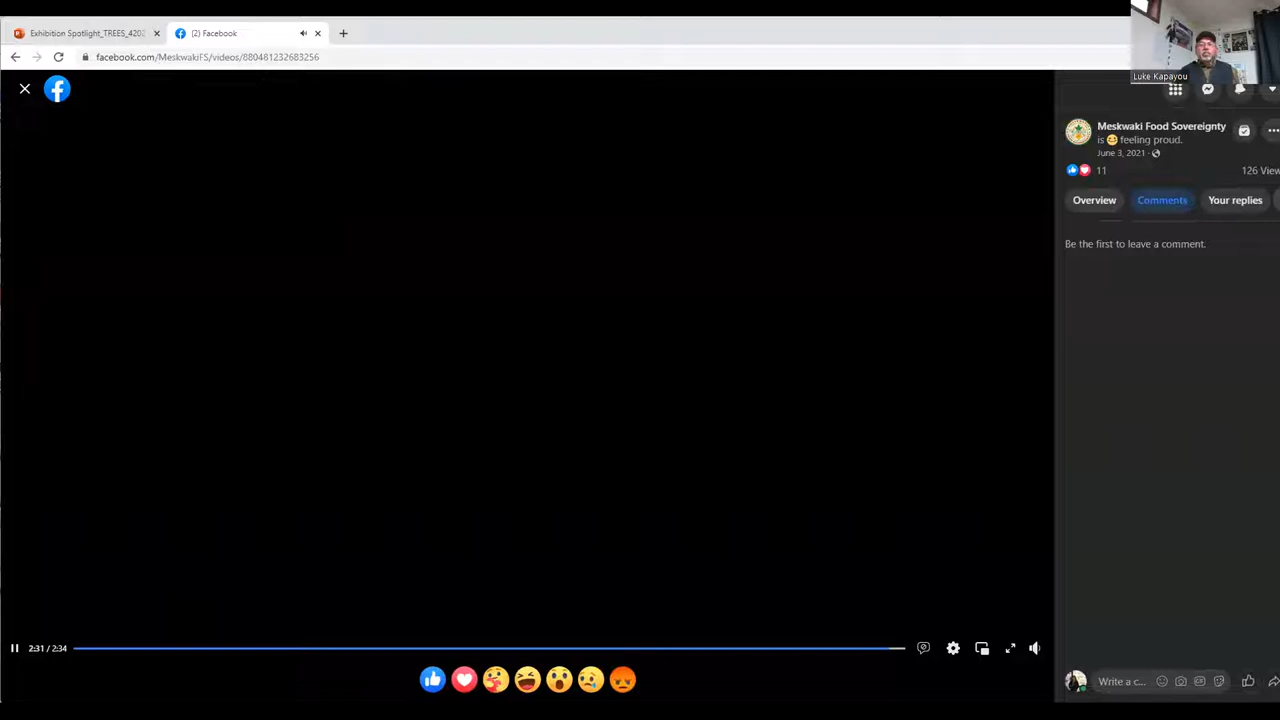 Exhibition Spotlight_TREES_4202
(2) Facebook
facebook.com/MeskwakiFS/videos/880481232683256
Luke Kapayou
Meskwaki Food Sovereignty
is 😊 feeling proud.
June 3, 2021 ·
11
126 View
Overview
Comments
Your replies
Be the first to leave a comment.
2:31 / 2:34
Write a c...